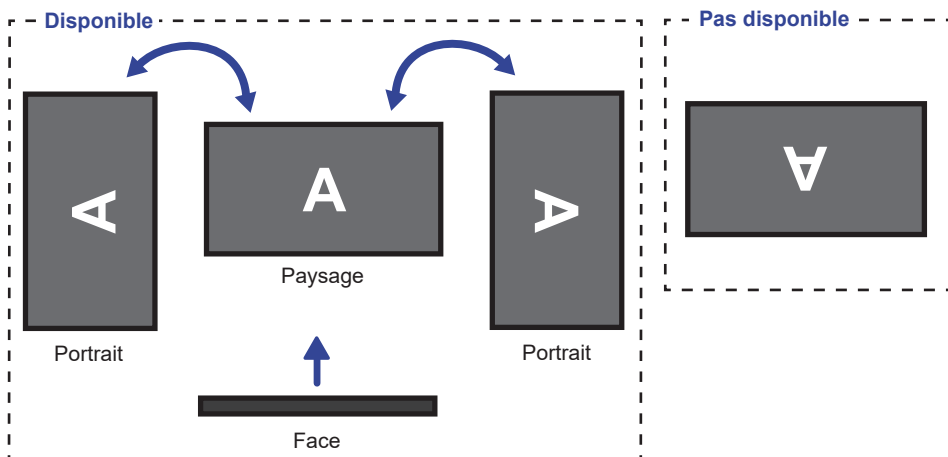 Disponible
Pas disponible
A
A
A
A
Paysage
Portrait
Portrait
Face